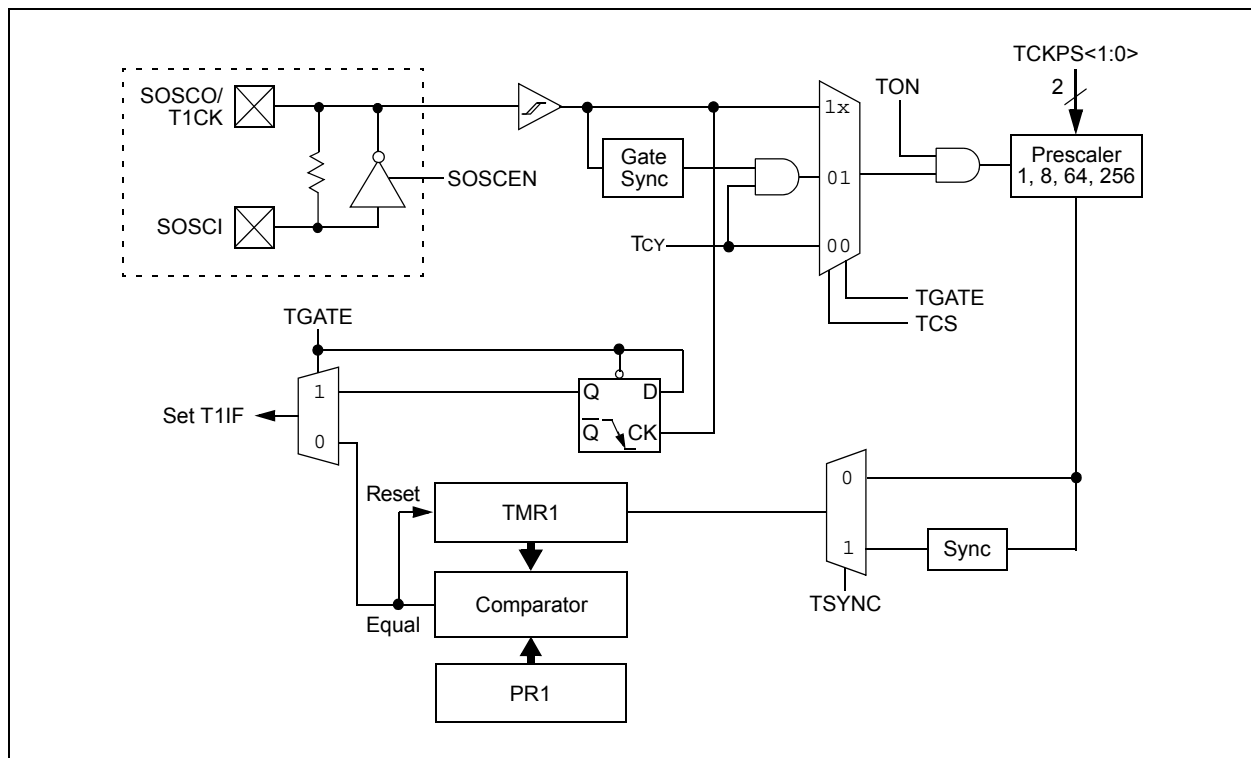 TCKPS<1:0>
2
SOSCO/
T1CK
TON
1x
Gate
Sync
Prescaler
1, 8, 64, 256
SOSCEN
01
SOSCI
TCY
00
TGATE
TCS
TGATE
1
Q
D
Set T1IF
Q
CK
0
Reset
TMR1
0
1
Sync
Comparator
TSYNC
Equal
PR1